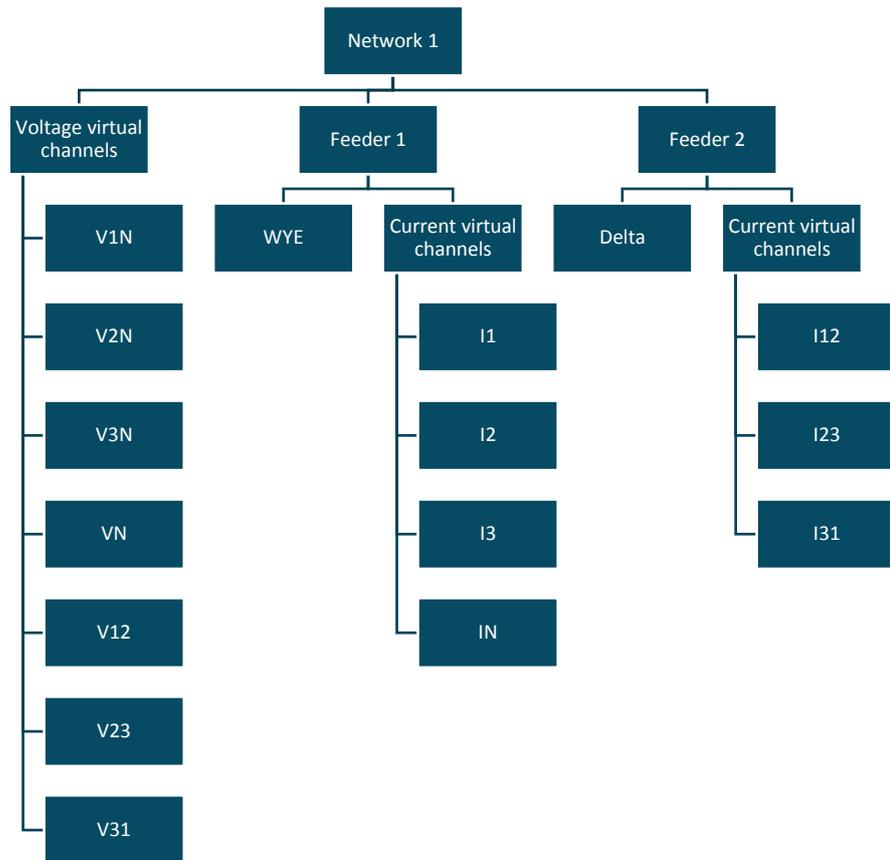 Network 1
Voltage virtual
channels
V1N
V2N
V3N
VN
V12
V23
V31
Feeder 1
WYE
Current virtual
channels
I1
I2
I3
IN
Feeder 2
Delta
Current virtual
channels
I12
I23
I31